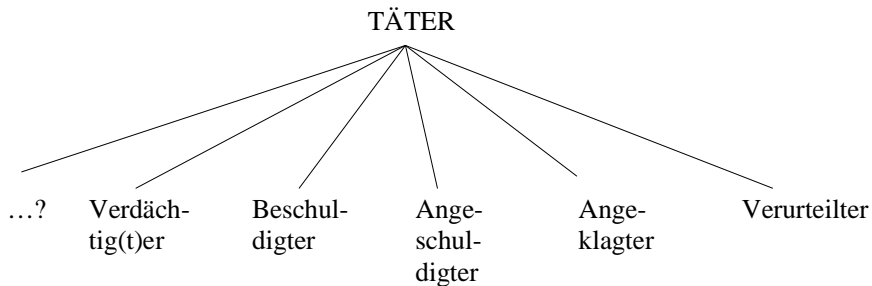 TÄTER
…? Verdäch- Beschul- Ange- Ange- Verurteilter
tig(t)er digter schul- klagter
digter